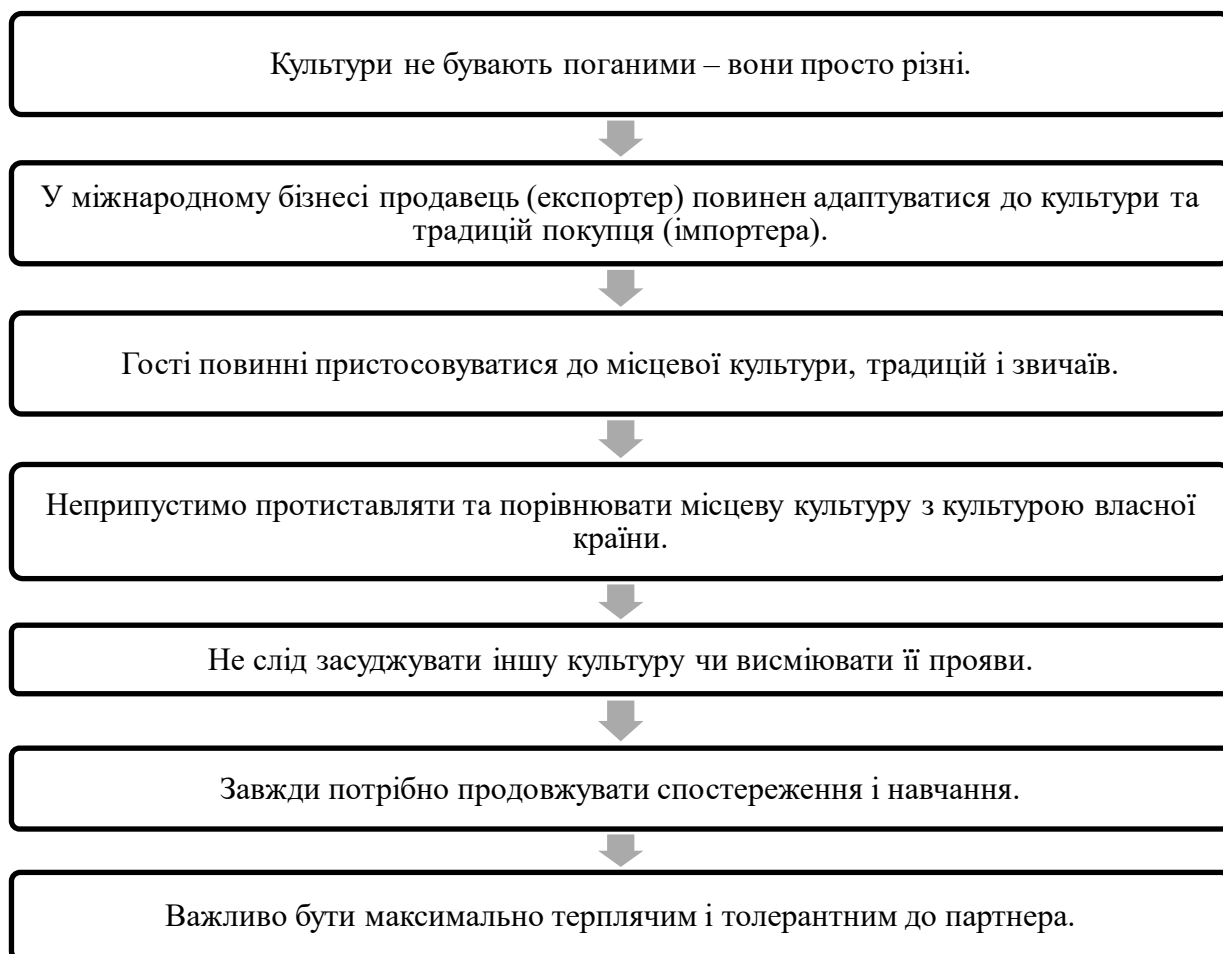 Культури не бувають поганими – вони просто різні.
У міжнародному бізнесі продавець (експортер) повинен адаптуватися до культури та
традицій покупця (імпортера).
Гості повинні пристосовуватися до місцевої культури, традицій і звичаїв.
Неприпустимо протиставляти та порівнювати місцеву культуру з культурою власної
країни.
Не слід засуджувати іншу культуру чи висміювати її прояви.
Завжди потрібно продовжувати спостереження і навчання.
Важливо бути максимально терплячим і толерантним до партнера.